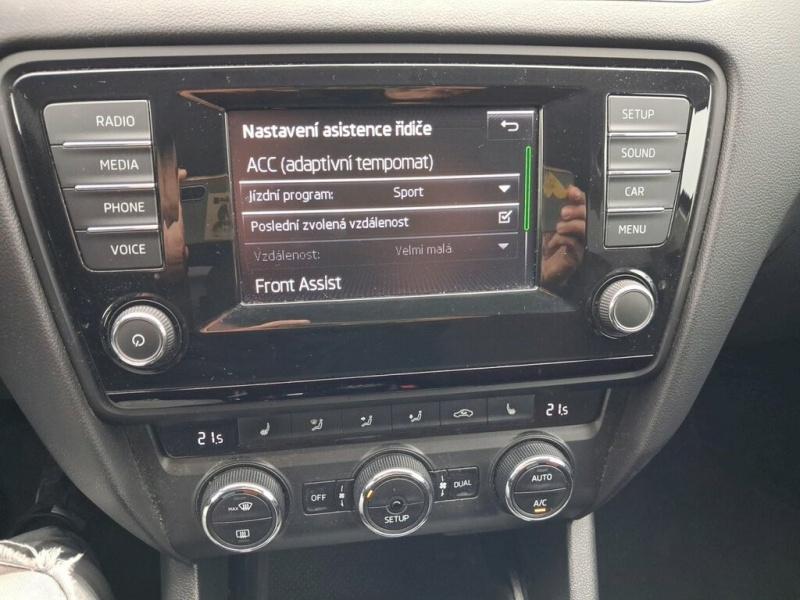 RADIO
MEDIA
PHONE
VOICE
Nastavení asistence řidiče
ACC (adaptivní tempomat)
Jízdní program: Sport
Poslední zvolená vzdálenost
Vzdálenost: Velmi malá
Front Assist
SETUP
SOUND
CAR
MENU
21.5
21.5
MAX
OFF
SETUP
DUAL
AUTO
A/C